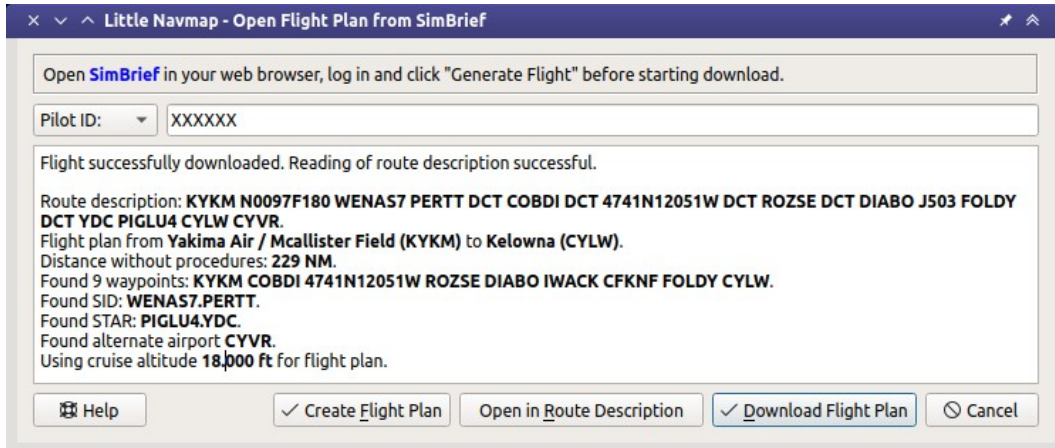 Little Navmap - Open Flight Plan from SimBrief
Open SimBrief in your web browser, log in and click "Generate Flight" before starting download.
Pilot ID: XXXXXX
Flight successfully downloaded. Reading of route description successful.
Route description: KYKM N0097F180 WENAS7 PERTT DCT COBDI DCT 4741N12051W DCT ROZSE DCT DIABO J503 FOLDY
DCT YDC PIGLU4 CYLW CYVR.
Flight plan from Yakima Air / Mcallister Field (KYKM) to Kelowna (CYLW).
Distance without procedures: 229 NM.
Found 9 waypoints: KYKM COBDI 4741N12051W ROZSE DIABO IWACK CFKNF FOLDY CYLW.
Found SID: WENAS7.PERTT.
Found STAR: PIGLU4.YDC.
Found alternate airport CYVR.
Using cruise altitude 18.000 ft for flight plan.
Help Create Flight Plan Open in Route Description Download Flight Plan Cancel